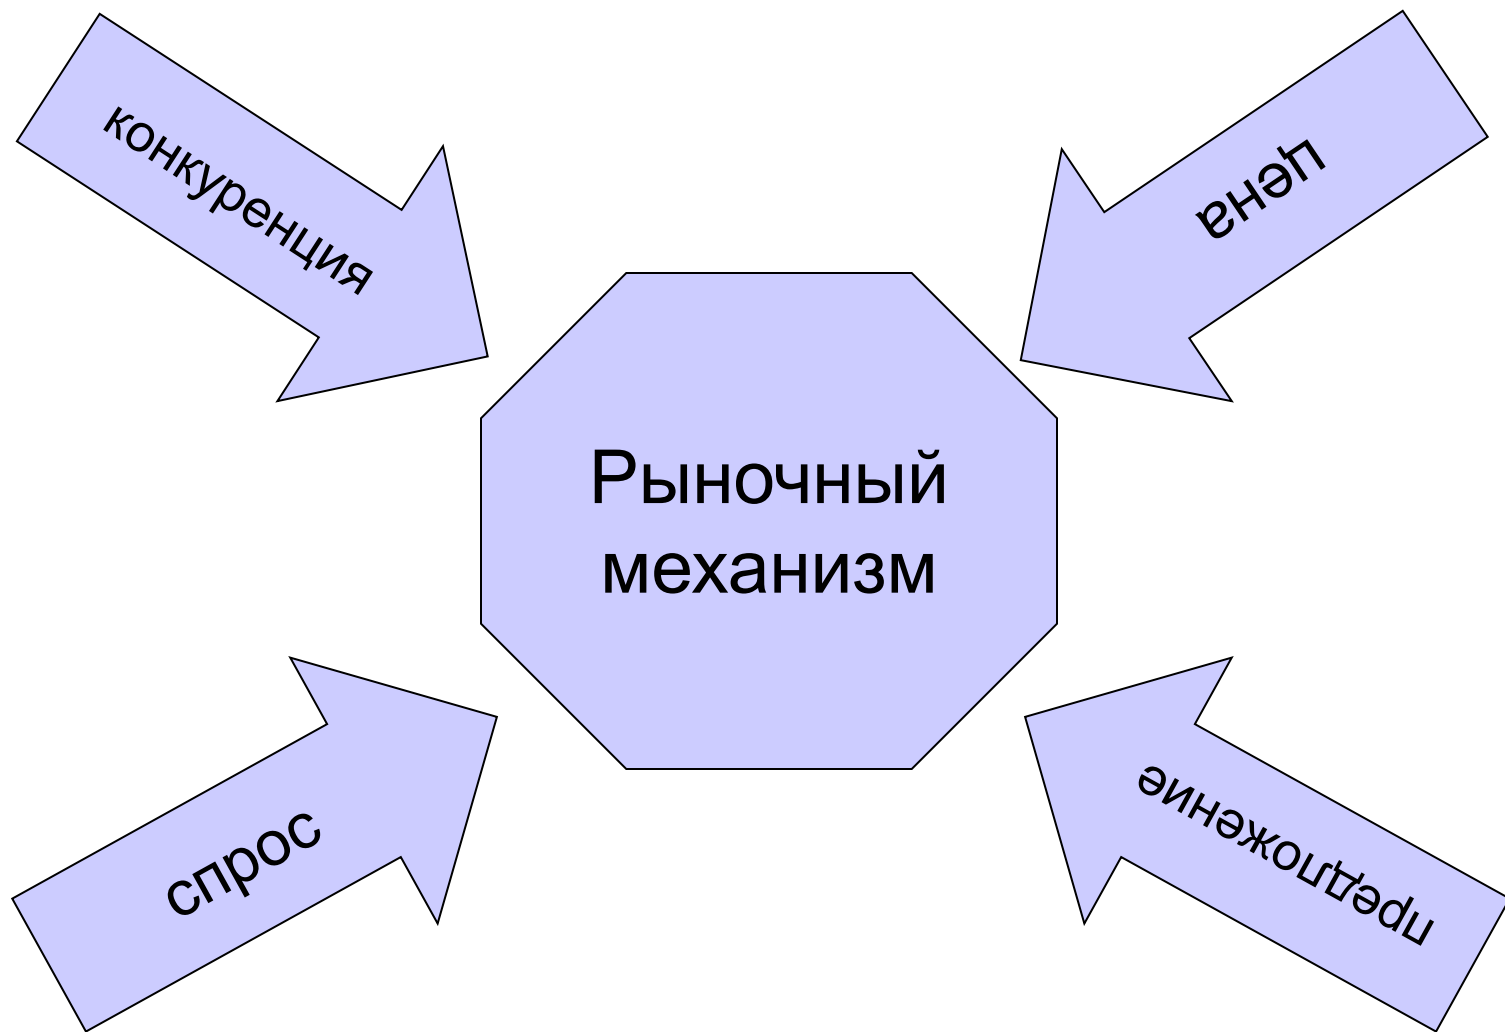 конкуренция
цена
Рыночный
механизм
спрос
предложение